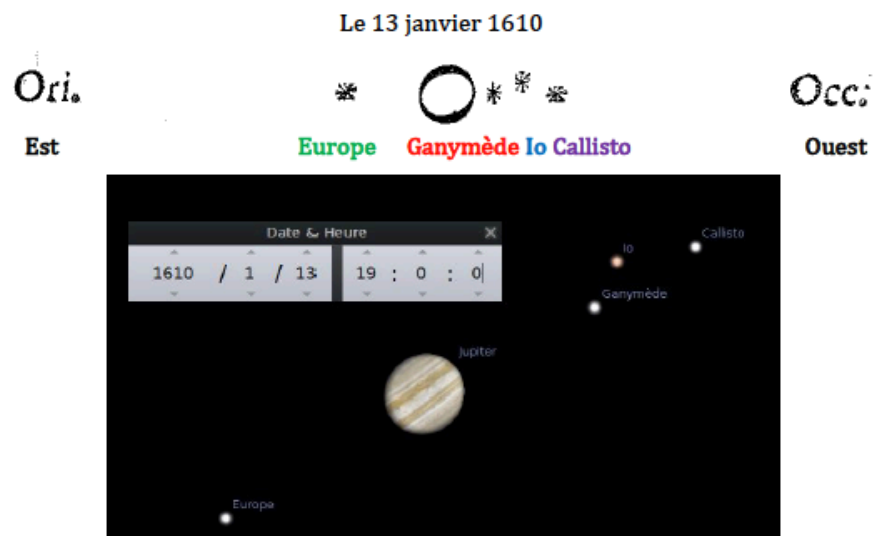 Le 13 janvier 1610
Ori. Occ:
Est Europe Ganymède Io Callisto Ouest
Date & Heure
1610 / 1 / 13 19 : 0 : 0
Callisto
Io
Ganymède
Jupiter
Europe